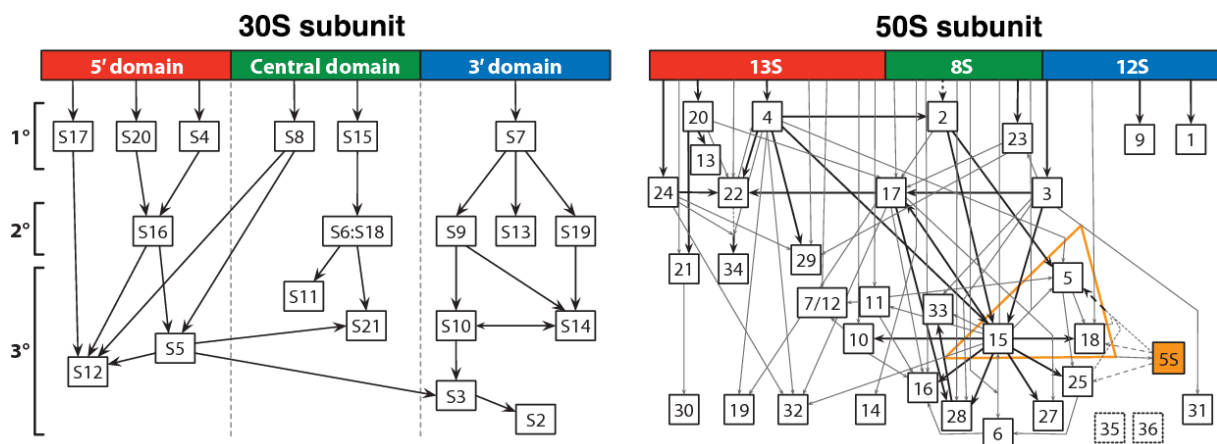 30S subunit
50S subunit
5′ domain Central domain 3′ domain
13S 8S 12S
1°
S17 S20 S4 S8 S15 S7
2°
S16 S6:S18 S9 S13 S19
3°
S11
S21 S10 S14
S5
S12
S3
S2
20 4 2 23 9 1
13
24 22 17 3
21 34 29 5
7/12 11 33
10 15 18
5S
16 25
30 19 32 14 28 27 31
6 35 36